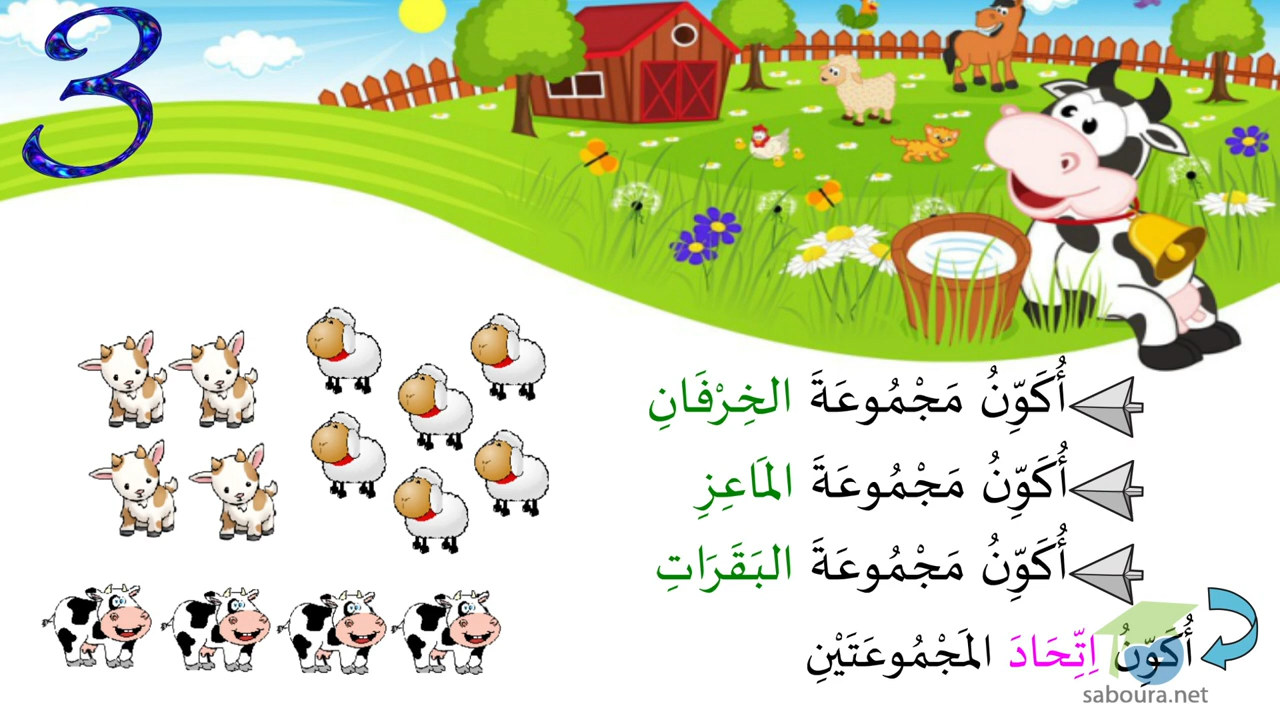 3
أُكَوِّنُ مَجْمُوعَةَ الخِرْفَانِ
أُكَوِّنُ مَجْمُوعَةَ المَاعِزِ
أُكَوِّنُ مَجْمُوعَةَ البَقَرَاتِ
أُكَوِّنُ اِتِّحَادَ المَجْمُوعَتَيْنِ
saboura.net